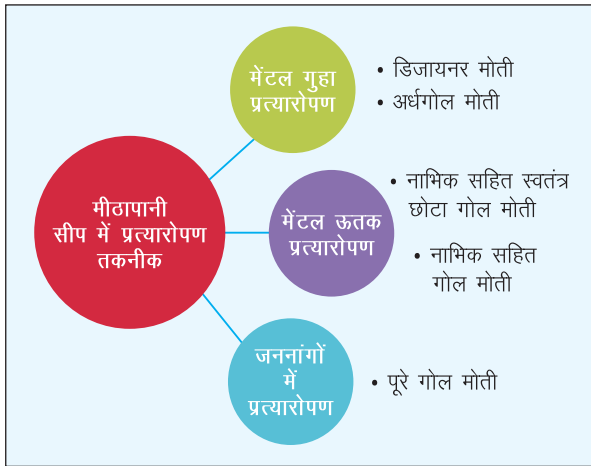 मीठापानी
सीप में प्रत्यारोपण
तकनीक
मेंटल गुहा
प्रत्यारोपण
• डिजायनर मोती
• अर्धगोल मोती
मेंटल ऊतक
प्रत्यारोपण
• नाभिक सहित स्वतंत्र
छोटा गोल मोती
• नाभिक सहित
गोल मोती
जननांगों
में
प्रत्यारोपण
• पूरे गोल मोती